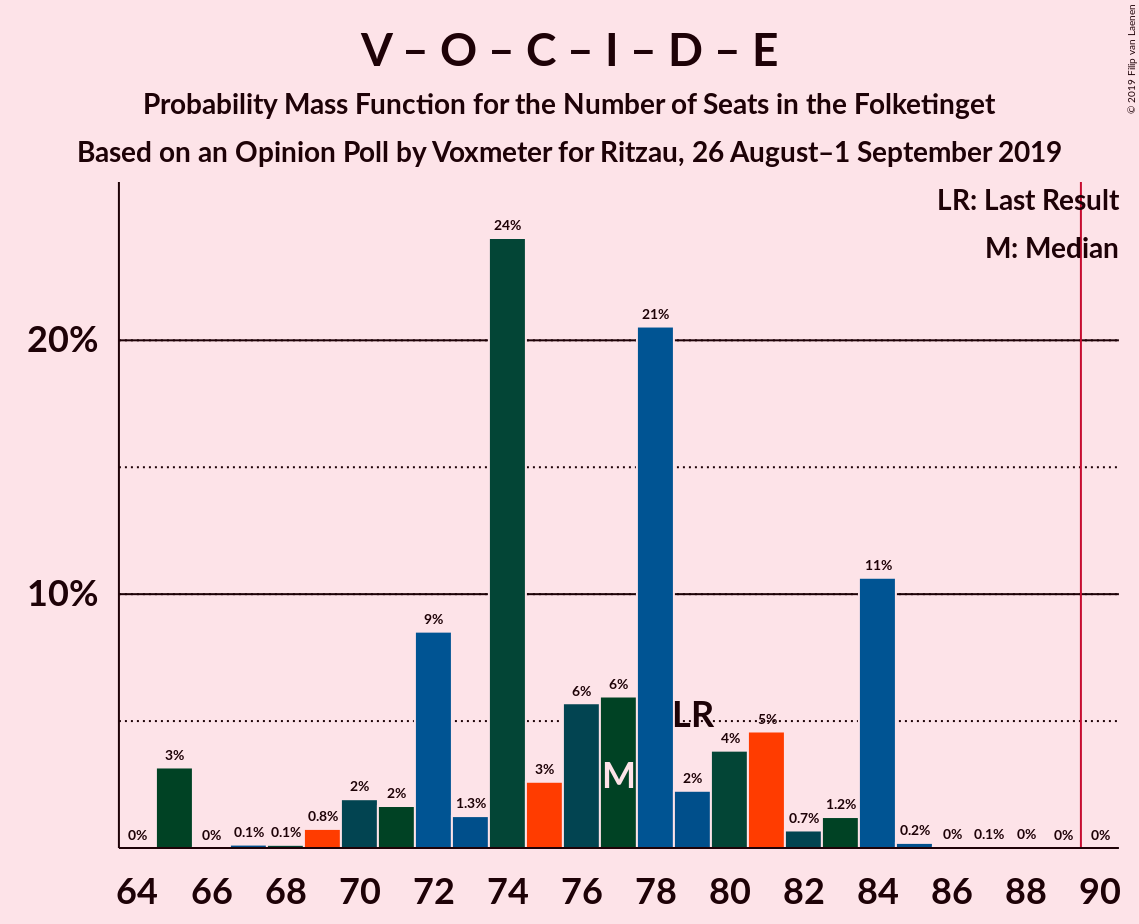 V – O – C – I – D – E
Probability Mass Function for the Number of Seats in the Folketinget
Based on an Opinion Poll by Voxmeter for Ritzau, 26 August–1 September 2019
© 2019 Filip van Laenen
LR: Last Result
M: Median
20%
10%
0% 3% 0% 0.1% 0.1% 0.8% 2% 2% 9% 1.3% 24% 3% 6% 6% 21% 2% 4% 5% 0.7% 1.2% 11% 0.2% 0% 0.1% 0% 0% 0%
LR
M
64 66 68 70 72 74 76 78 80 82 84 86 88 90